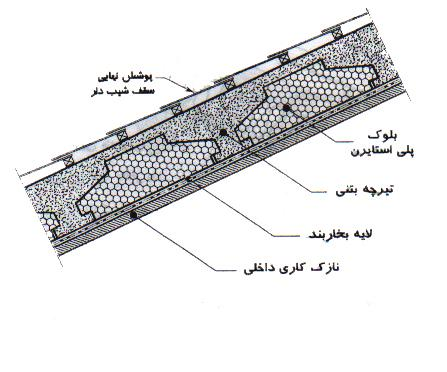 پوشش نهایی
سقف شیب دار
بلوک
پلی استایرن
تیرچه بتنی
لایه بخاربند
نازک کاری داخلی